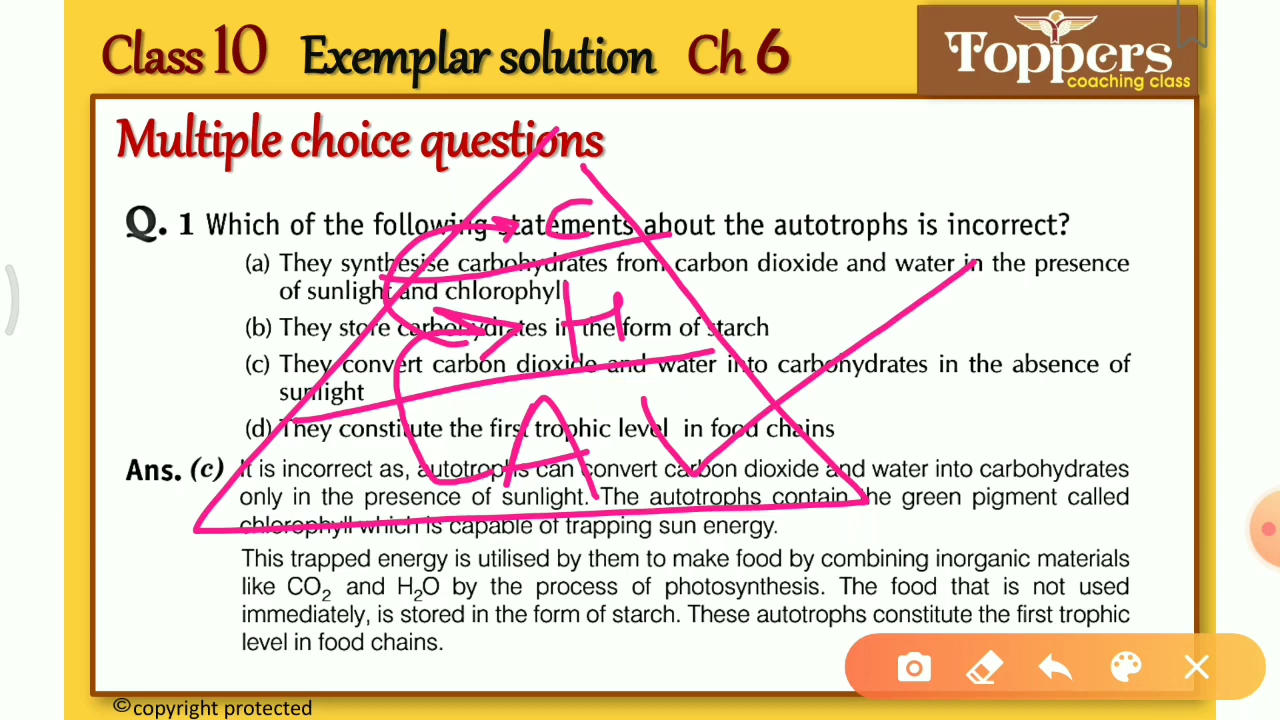 Class 10 Exemplar solution Ch 6
TOPPERS
coaching class
Multiple choice questions
Q. 1 Which of the following statements about the autotrophs is incorrect?
(a) They synthesise carbohydrates from carbon dioxide and water in the presence
of sunlight and chlorophyll
(b) They store carbohydrates in the form of starch
(c) They convert carbon dioxide and water into carbohydrates in the absence of
sunlight
(d) They constitute the first trophic level in food chains
Ans. (c) It is incorrect as, autotrophs can convert carbon dioxide and water into carbohydrates
only in the presence of sunlight. The autotrophs contain the green pigment called
chlorophyll which is capable of trapping sun energy.
This trapped energy is utilised by them to make food by combining inorganic materials
like CO₂ and H₂O by the process of photosynthesis. The food that is not used
immediately, is stored in the form of starch. These autotrophs constitute the first trophic
level in food chains.
C
H
A
©copyright protected